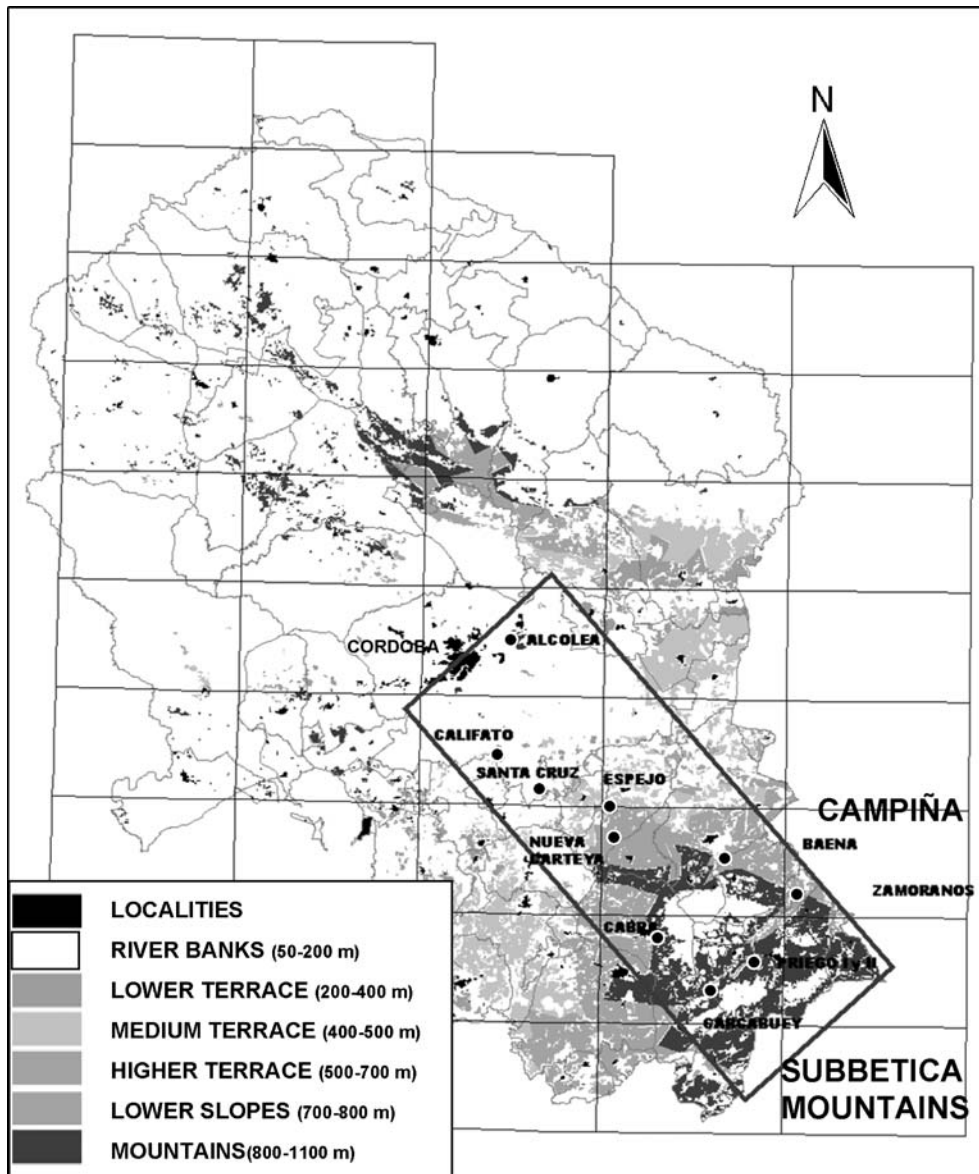 N
CORDOBA
ALCOLEA
CALIFATO
SANTA CRUZ
ESPEJO
CAMPIÑA
NUEVA
CARTEYA
BAENA
ZAMORANOS
CABRA
PRIEGO I y II
CARCABUEY
SUBBETICA
MOUNTAINS
LOCALITIES
RIVER BANKS (50-200 m)
LOWER TERRACE (200-400 m)
MEDIUM TERRACE (400-500 m)
HIGHER TERRACE (500-700 m)
LOWER SLOPES (700-800 m)
MOUNTAINS(800-1100 m)